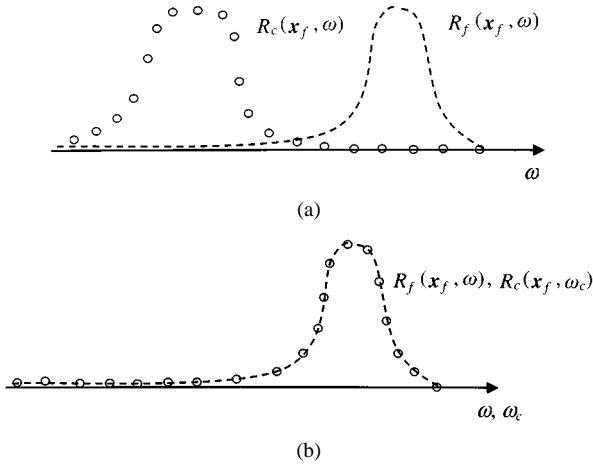 R_c(x_f, ω) R_f(x_f, ω)
ω
(a)
R_f(x_f, ω), R_c(x_f, ω_c)
ω, ω_c
(b)